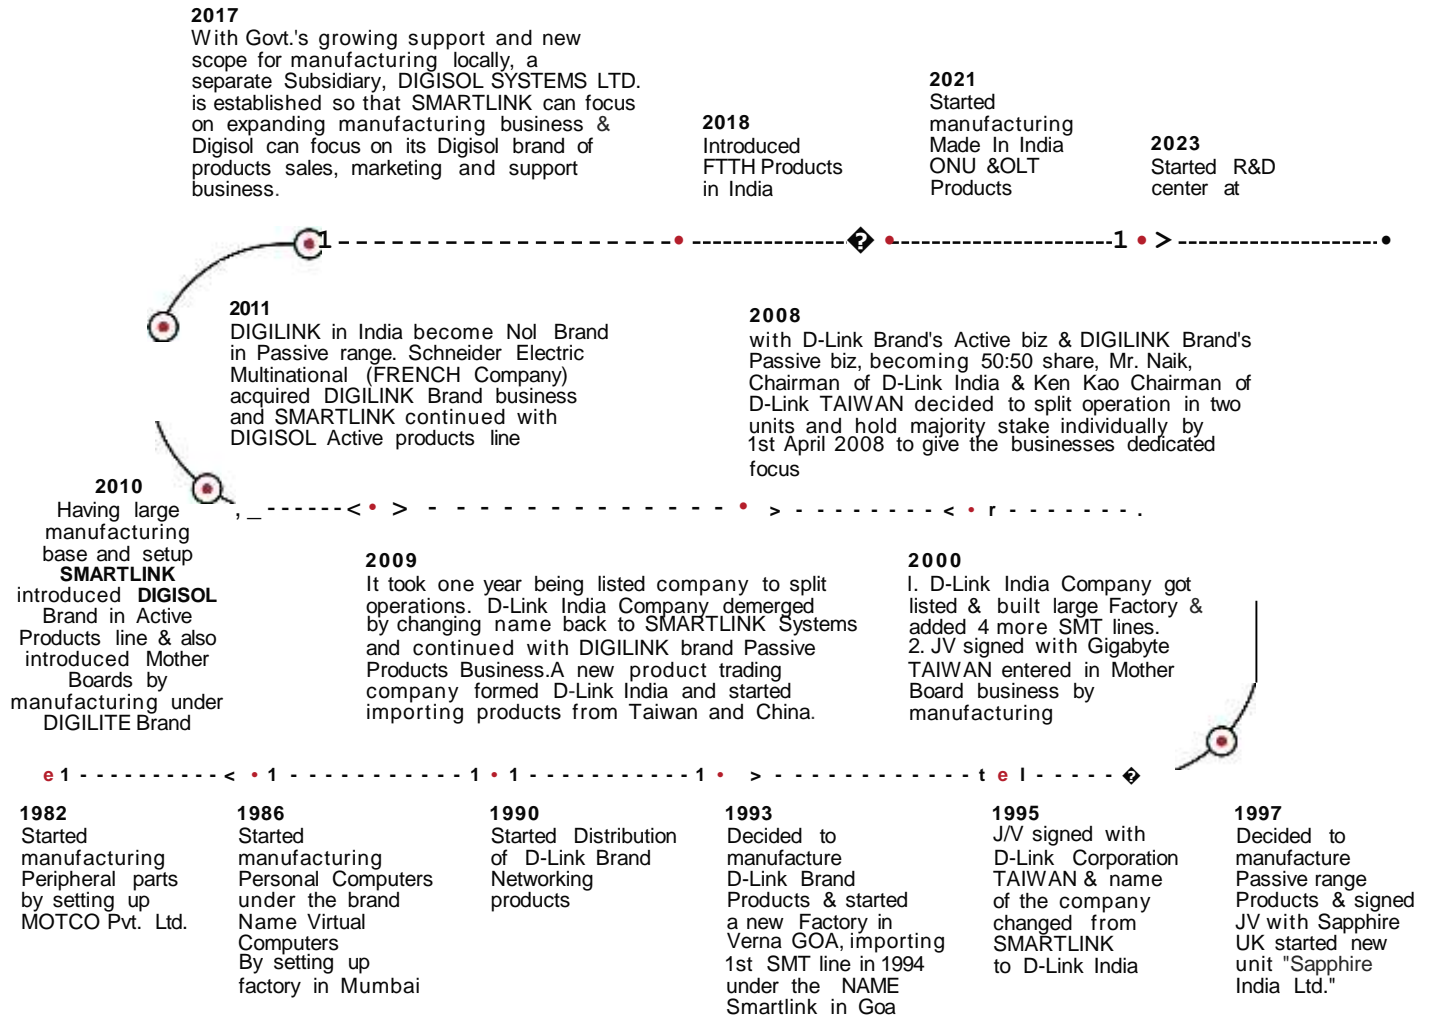 2017
With Govt.'s growing support and new
scope for manufacturing locally, a
separate Subsidiary, DIGISOL SYSTEMS LTD.
is established so that SMARTLINK can focus
on expanding manufacturing business &
Digisol can focus on its Digisol brand of
products sales, marketing and support
business.
2018
Introduced
FTTH Products
in India
2021
Started
manufacturing
Made In India
ONU &OLT
Products
2023
Started R&D
center at
1 - - - - - - - - - - - - - - - - - - - - • ----------------� •-----------------------1 • > ---------------------•
2011
DIGILINK in India become Nol Brand
in Passive range. Schneider Electric
Multinational (FRENCH Company)
acquired DIGILINK Brand business
and SMARTLINK continued with
DIGISOL Active products line
2008
with D-Link Brand's Active biz & DIGILINK Brand's
Passive biz, becoming 50:50 share, Mr. Naik,
Chairman of D-Link India & Ken Kao Chairman of
D-Link TAIWAN decided to split operation in two
units and hold majority stake individually by
1st April 2008 to give the businesses dedicated
focus
,_ ------< • > - - - - - - - - - - - - - • > - - - - - - - - < • r - - - - - - - .
2010
Having large
manufacturing
base and setup
SMARTLINK
introduced DIGISOL
Brand in Active
Products line & also
introduced Mother
Boards by
manufacturing under
DIGILITE Brand
2009
It took one year being listed company to split
operations. D-Link India Company demerged
by changing name back to SMARTLINK Systems
and continued with DIGILINK brand Passive
Products Business.A new product trading
company formed D-Link India and started
importing products from Taiwan and China.
2000
l. D-Link India Company got
listed & built large Factory &
added 4 more SMT lines.
2. JV signed with Gigabyte
TAIWAN entered in Mother
Board business by
manufacturing
e1 - - - - - - - - - - < •1 - - - - - - - - - - - - 1•1 - - - - - - - - - - - 1• > - - - - - - - - - - - - t e l - - - - - �
1982
Started
manufacturing
Peripheral parts
by setting up
MOTCO Pvt. Ltd.
1986
Started
manufacturing
Personal Computers
under the brand
Name Virtual
Computers
By setting up
factory in Mumbai
1990
Started Distribution
of D-Link Brand
Networking
products
1993
Decided to
manufacture
D-Link Brand
Products & started
a new Factory in
Verna GOA, importing
1st SMT line in 1994
under the NAME
Smartlink in Goa
1995
J/V signed with
D-Link Corporation
TAIWAN & name
of the company
changed from
SMARTLINK
to D-Link India
1997
Decided to
manufacture
Passive range
Products & signed
JV with Sapphire
UK started new
unit "Sapphire
India Ltd."